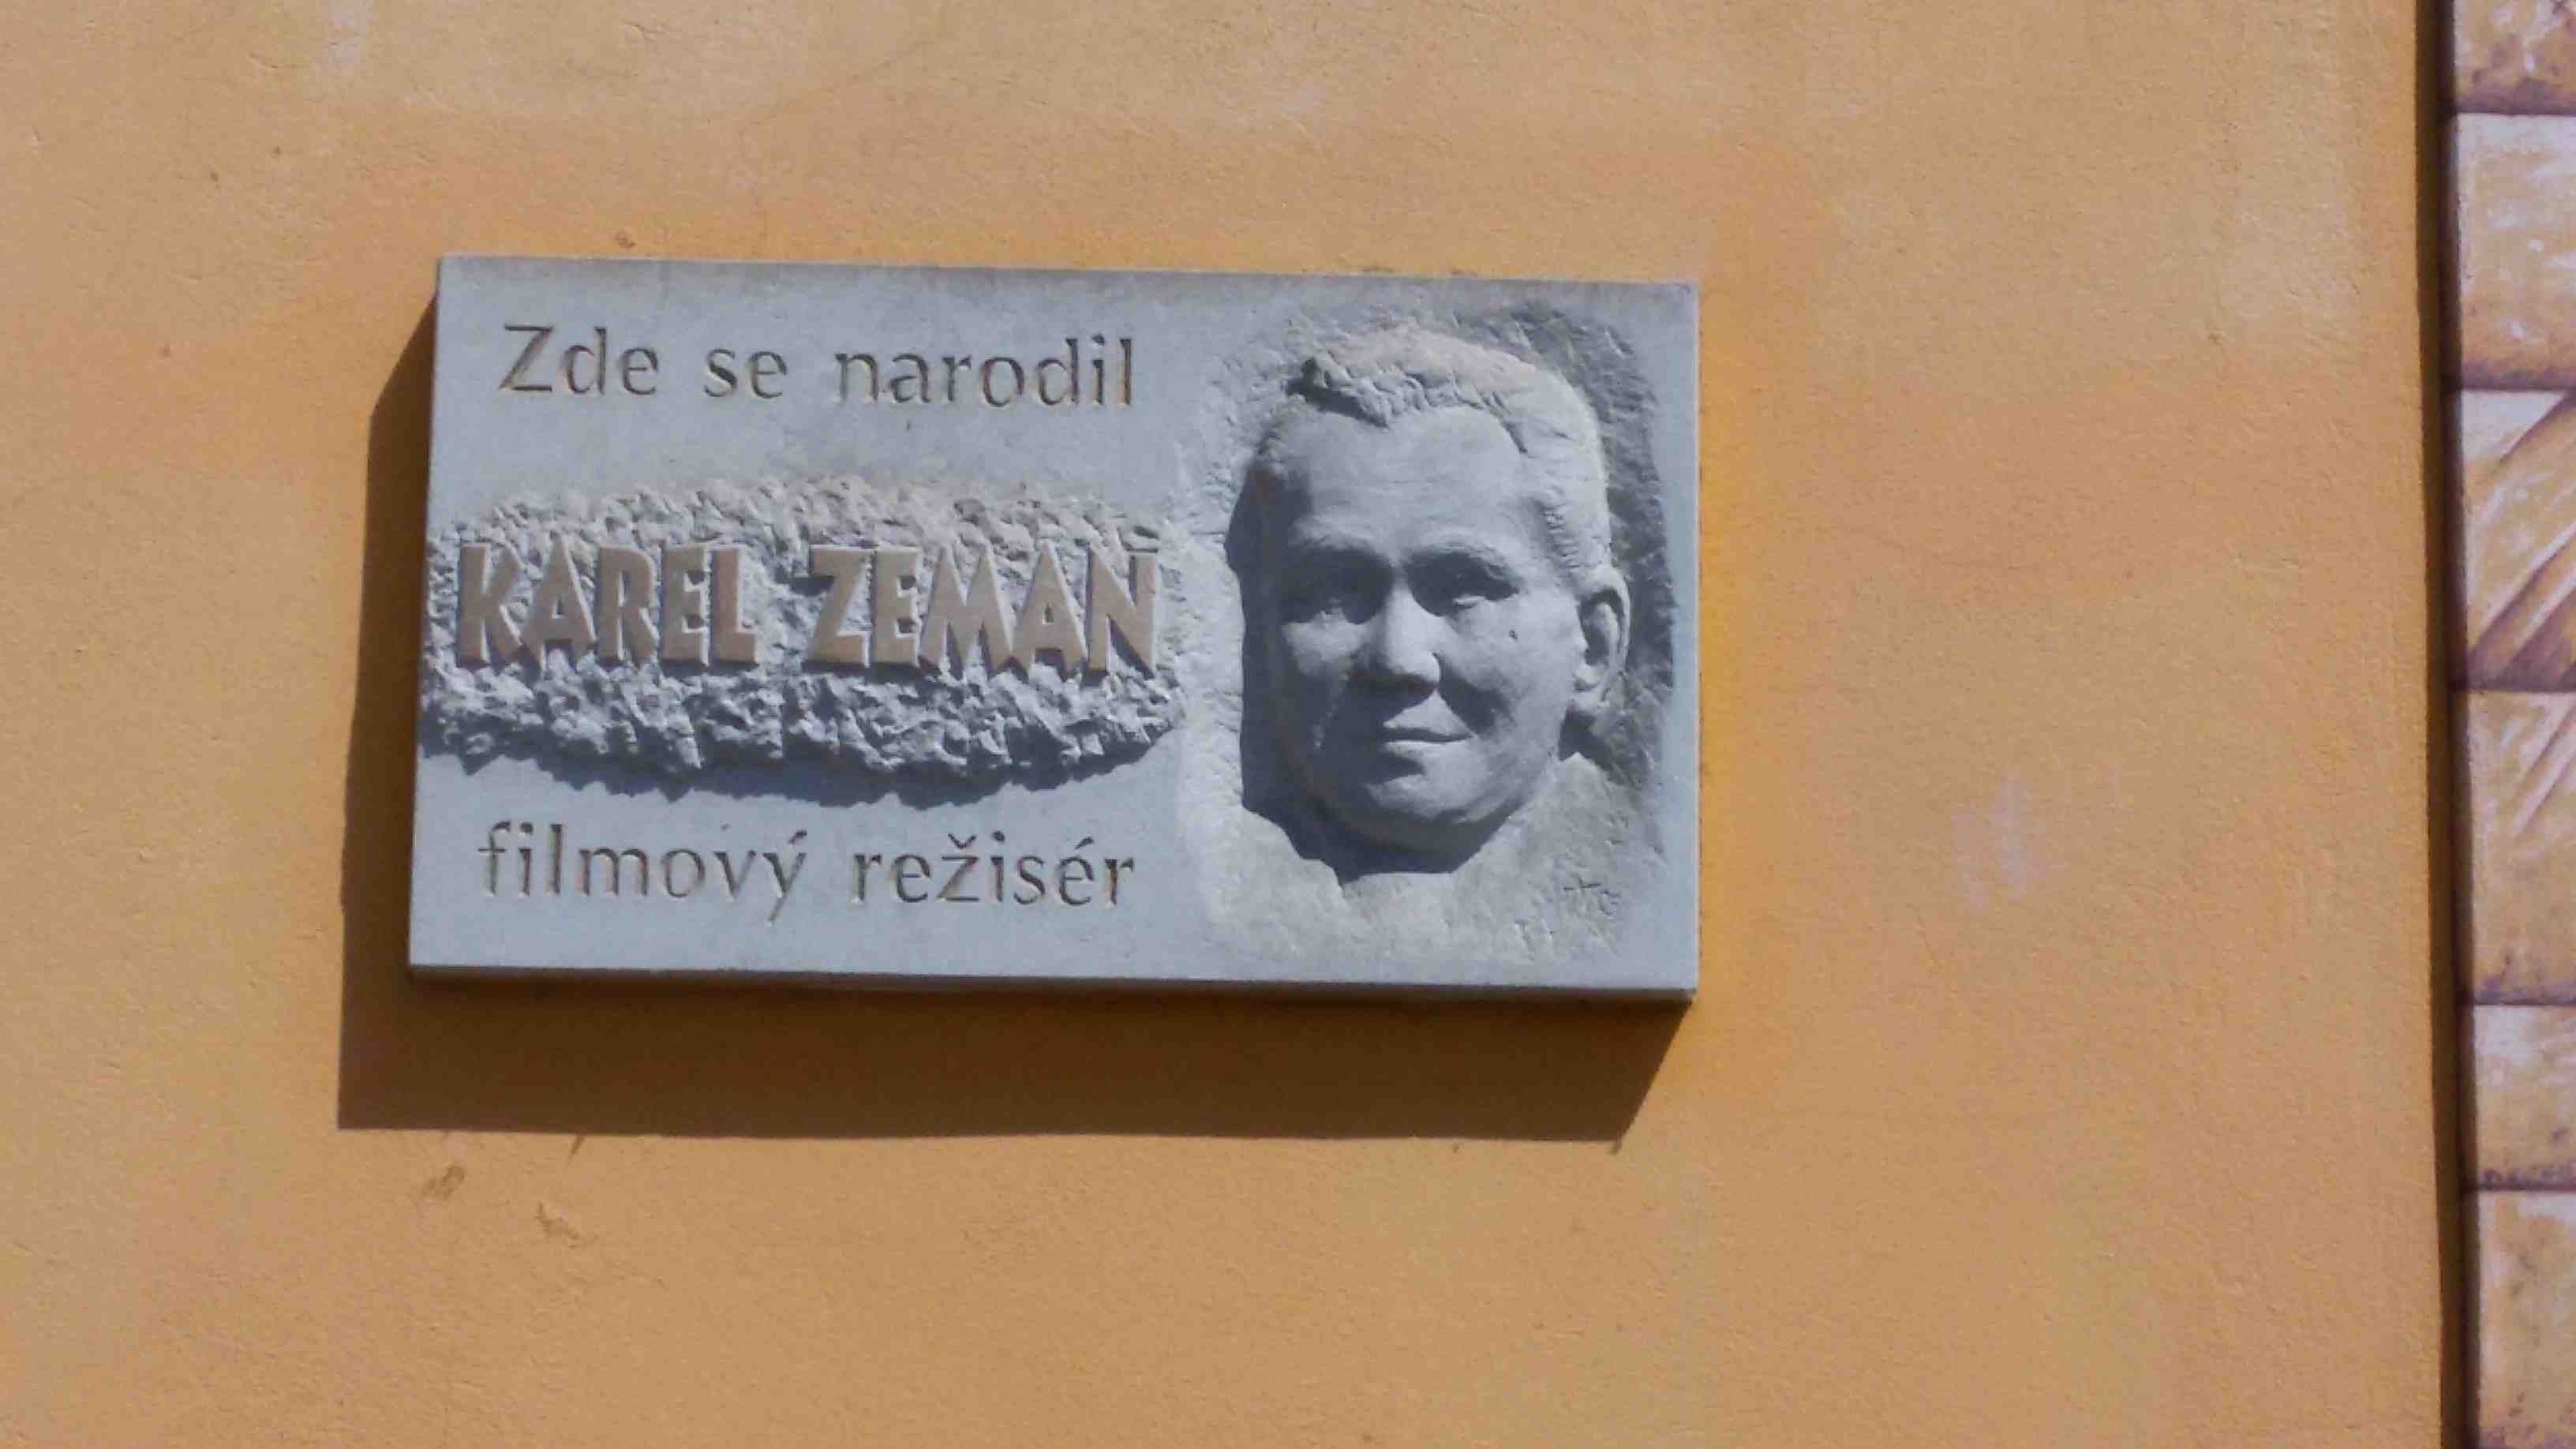 Zde se narodil
KAREL ZEMAN
filmový režisér